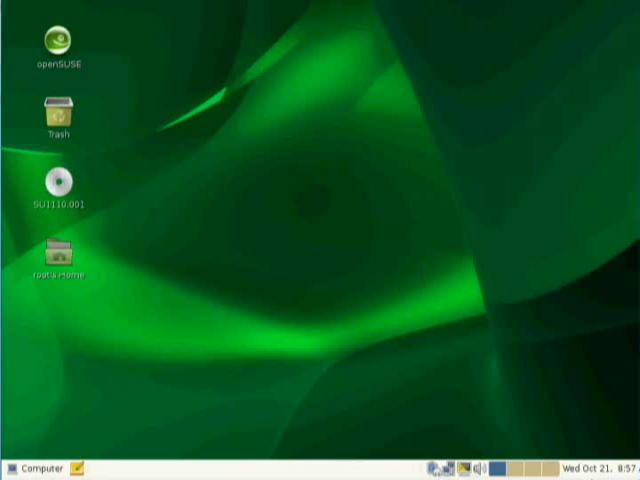 openSUSE
Trash
SU1110.001
root's Home
Computer
Wed Oct 21, 8:57